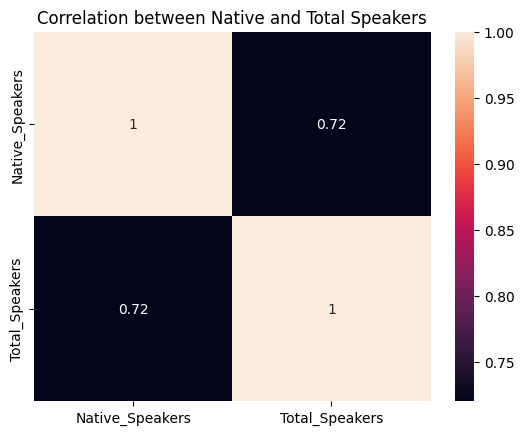 Correlation between Native and Total Speakers
Native_Speakers
1
0.72
Total_Speakers
0.72
1
Native_Speakers
Total_Speakers
1.00
0.95
0.90
0.85
0.80
0.75